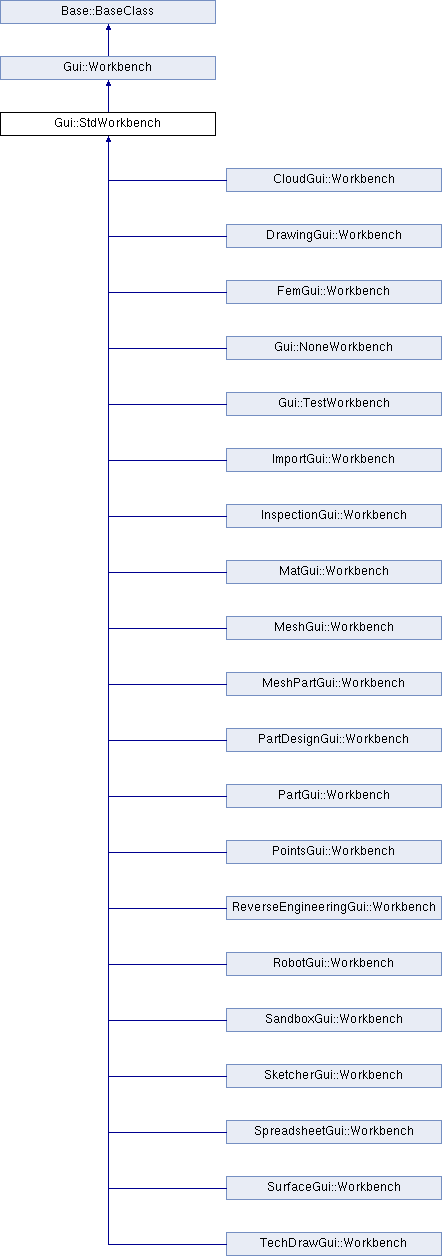 Base::BaseClass
Gui::Workbench
Gui::StdWorkbench
CloudGui::Workbench
DrawingGui::Workbench
FemGui::Workbench
Gui::NoneWorkbench
Gui::TestWorkbench
ImportGui::Workbench
InspectionGui::Workbench
MatGui::Workbench
MeshGui::Workbench
MeshPartGui::Workbench
PartDesignGui::Workbench
PartGui::Workbench
PointsGui::Workbench
ReverseEngineeringGui::Workbench
RobotGui::Workbench
SandboxGui::Workbench
SketcherGui::Workbench
SpreadsheetGui::Workbench
SurfaceGui::Workbench
TechDrawGui::Workbench